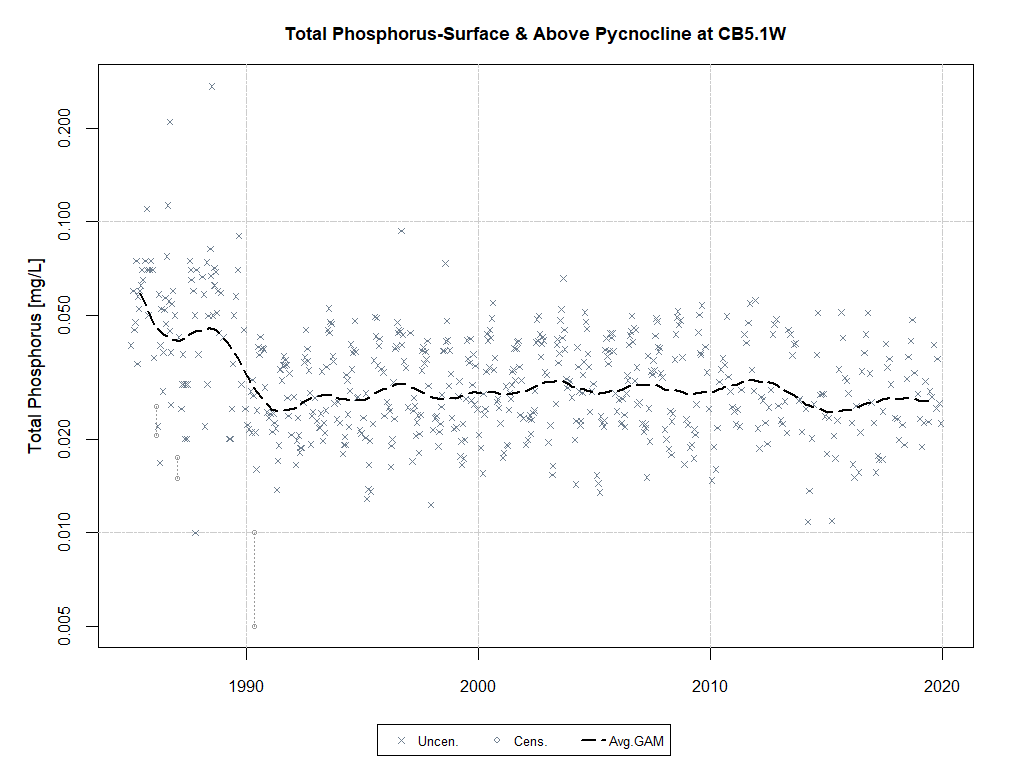 Total Phosphorus-Surface & Above Pycnocline at CB5.1W
Total Phosphorus [mg/L]
0.200
0.100
0.050
0.020
0.010
0.005
1990 2000 2010 2020
Uncen. Cens. Avg.GAM